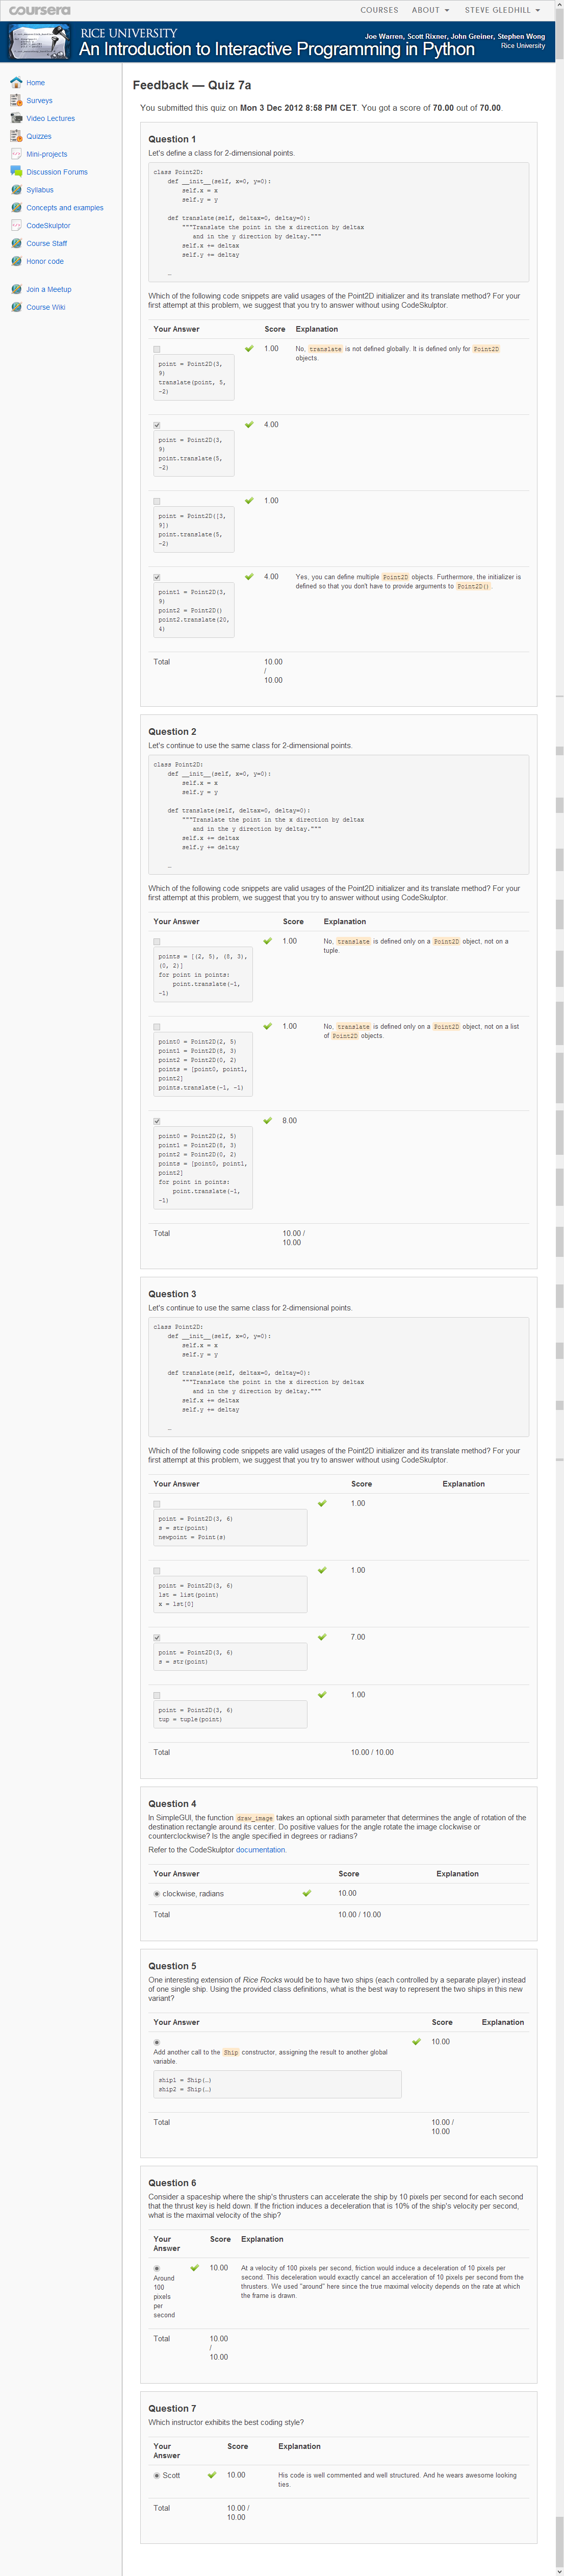 coursera
COURSES ABOUT STEVE GLEDHILL
RICE UNIVERSITY
Joe Warren, Scott Rixner, John Greiner, Stephen Wong
An Introduction to Interactive Programming in Python
Rice University
Home
Surveys
Video Lectures
Quizzes
Mini-projects
Discussion Forums
Syllabus
Concepts and examples
CodeSkulptor
Course Staff
Honor code
Join a Meetup
Course Wiki
Feedback — Quiz 7a
You submitted this quiz on Mon 3 Dec 2012 8:58 PM CET. You got a score of 70.00 out of 70.00.
Question 1
Let's define a class for 2-dimensional points.
class Point2D:
def __init__(self, x=0, y=0):
self.x = x
self.y = y
def translate(self, deltax=0, deltay=0):
"""Translate the point in the x direction by deltax
and in the y direction by deltay."""
self.x += deltax
self.y += deltay
…
Which of the following code snippets are valid usages of the Point2D initializer and its translate method? For your
first attempt at this problem, we suggest that you try to answer without using CodeSkulptor.
Your Answer Score Explanation
1.00 No, translate is not defined globally. It is defined only for Point2D
objects.
point = Point2D(3,
9)
translate(point, 5,
-2)
4.00
point = Point2D(3,
9)
point.translate(5,
-2)
1.00
point = Point2D([3,
9])
point.translate(5,
-2)
4.00 Yes, you can define multiple Point2D objects. Furthermore, the initializer is
defined so that you don't have to provide arguments to Point2D().
point1 = Point2D(3,
9)
point2 = Point2D()
point2.translate(20,
4)
Total 10.00
/
10.00
Question 2
Let's continue to use the same class for 2-dimensional points.
class Point2D:
def __init__(self, x=0, y=0):
self.x = x
self.y = y
def translate(self, deltax=0, deltay=0):
"""Translate the point in the x direction by deltax
and in the y direction by deltay."""
self.x += deltax
self.y += deltay
…
Which of the following code snippets are valid usages of the Point2D initializer and its translate method? For your
first attempt at this problem, we suggest that you try to answer without using CodeSkulptor.
Your Answer Score Explanation
1.00 No, translate is defined only on a Point2D object, not on a
tuple.
points = [(2, 5), (8, 3),
(0, 2)]
for point in points:
point.translate(-1,
-1)
1.00 No, translate is defined only on a Point2D object, not on a list
of Point2D objects.
point0 = Point2D(2, 5)
point1 = Point2D(8, 3)
point2 = Point2D(0, 2)
points = [point0, point1,
point2]
points.translate(-1, -1)
8.00
point0 = Point2D(2, 5)
point1 = Point2D(8, 3)
point2 = Point2D(0, 2)
points = [point0, point1,
point2]
for point in points:
point.translate(-1,
-1)
Total 10.00 /
10.00
Question 3
Let's continue to use the same class for 2-dimensional points.
class Point2D:
def __init__(self, x=0, y=0):
self.x = x
self.y = y
def translate(self, deltax=0, deltay=0):
"""Translate the point in the x direction by deltax
and in the y direction by deltay."""
self.x += deltax
self.y += deltay
…
Which of the following code snippets are valid usages of the Point2D initializer and its translate method? For your
first attempt at this problem, we suggest that you try to answer without using CodeSkulptor.
Your Answer Score Explanation
1.00
point = Point2D(3, 6)
s = str(point)
newpoint = Point(s)
1.00
point = Point2D(3, 6)
lst = list(point)
x = lst[0]
7.00
point = Point2D(3, 6)
s = str(point)
1.00
point = Point2D(3, 6)
tup = tuple(point)
Total 10.00 / 10.00
Question 4
In SimpleGUI, the function draw_image takes an optional sixth parameter that determines the angle of rotation of the
destination rectangle around its center. Do positive values for the angle rotate the image clockwise or
counterclockwise? Is the angle specified in degrees or radians?
Refer to the CodeSkulptor documentation.
Your Answer Score Explanation
clockwise, radians 10.00
Total 10.00 / 10.00
Question 5
One interesting extension of Rice Rocks would be to have two ships (each controlled by a separate player) instead
of one single ship. Using the provided class definitions, what is the best way to represent the two ships in this new
variant?
Your Answer Score Explanation
10.00
Add another call to the Ship constructor, assigning the result to another global
variable.
ship1 = Ship(…)
ship2 = Ship(…)
Total 10.00 /
10.00
Question 6
Consider a spaceship where the ship's thrusters can accelerate the ship by 10 pixels per second for each second
that the thrust key is held down. If the friction induces a deceleration that is 10% of the ship's velocity per second,
what is the maximal velocity of the ship?
Your
Answer Score Explanation
Around
100
pixels
per
second
10.00 At a velocity of 100 pixels per second, friction would induce a deceleration of 10 pixels per
second. This deceleration would exactly cancel an acceleration of 10 pixels per second from the
thrusters. We used "around" here since the true maximal velocity depends on the rate at which
the frame is drawn.
Total 10.00
/
10.00
Question 7
Which instructor exhibits the best coding style?
Your
Answer Score Explanation
Scott 10.00 His code is well commented and well structured. And he wears awesome looking
ties.
Total 10.00 /
10.00